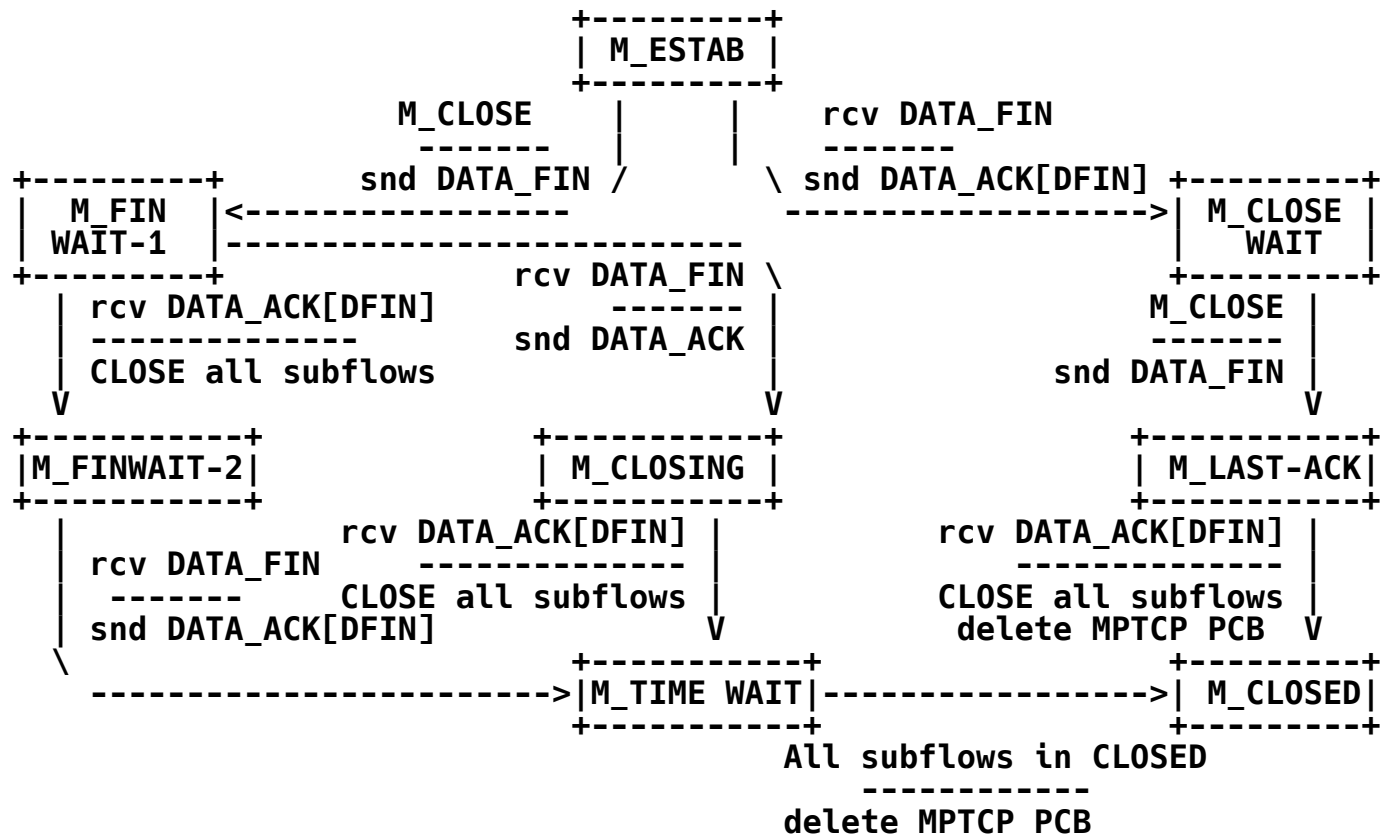 +---------+
                             | M_ESTAB |
                             +---------+
                    M_CLOSE    |     |    rcv DATA_FIN
                     -------   |     |    -------
+---------+       snd DATA_FIN /       \ snd DATA_ACK[DFIN] +---------+
|  M_FIN  |<-----------------           ------------------->| M_CLOSE |
| WAIT-1  |---------------------------                      |   WAIT  |
+---------+               rcv DATA_FIN \                    +---------+
  | rcv DATA_ACK[DFIN]         ------- |                   M_CLOSE |
  | --------------        snd DATA_ACK |                   ------- |
  | CLOSE all subflows                 |              snd DATA_FIN |
  V                                    V                           V
+-----------+              +-----------+                  +-----------+
|M_FINWAIT-2|              | M_CLOSING |                  | M_LAST-ACK|
+-----------+              +-----------+                  +-----------+
  |              rcv DATA_ACK[DFIN] |           rcv DATA_ACK[DFIN] |
  | rcv DATA_FIN     -------------- |               -------------- |
  |  -------     CLOSE all subflows |           CLOSE all subflows |
  | snd DATA_ACK[DFIN]              V            delete MPTCP PCB  V
  \                          +-----------+                  +---------+
    ------------------------>|M_TIME WAIT|----------------->| M_CLOSED|
                             +-----------+                  +---------+
                                        All subflows in CLOSED
                                            ------------
                                        delete MPTCP PCB